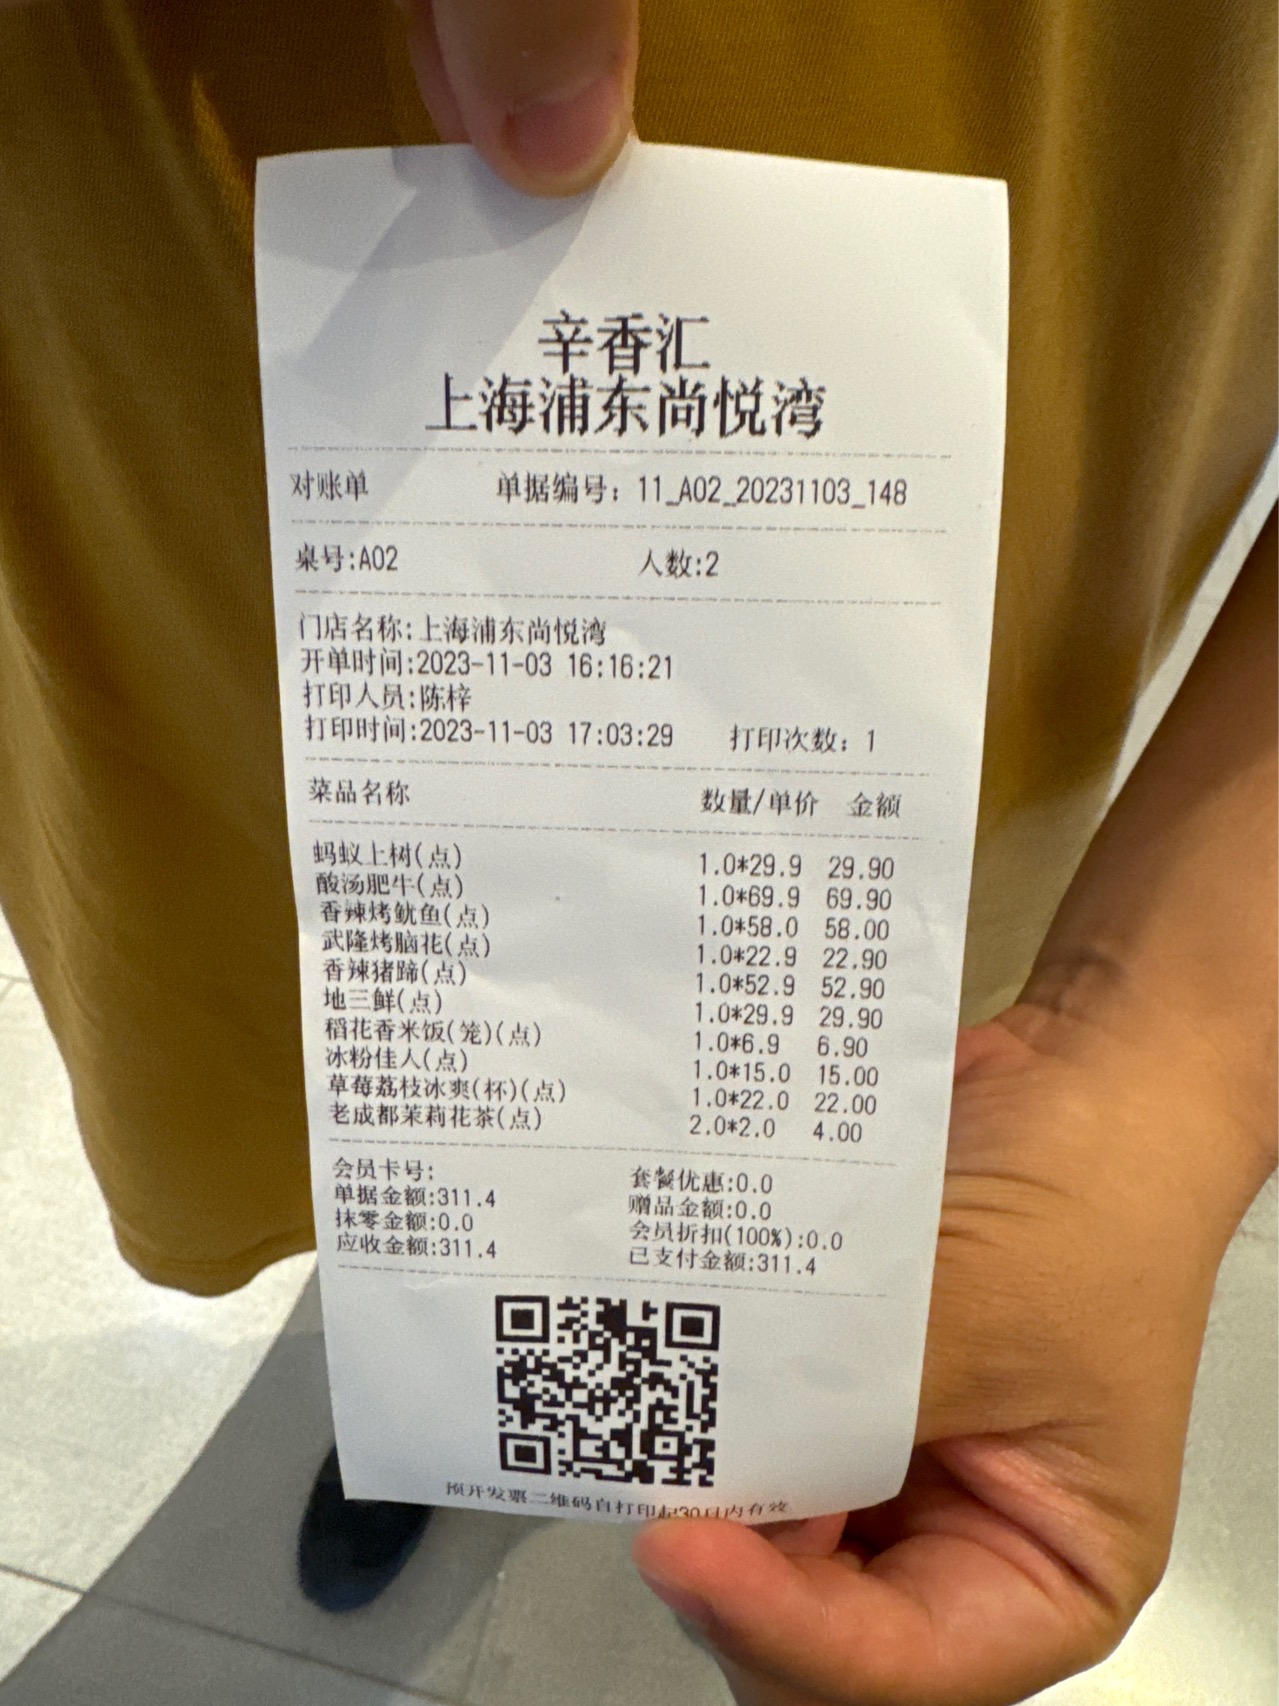 辛香汇
上海浦东尚悦湾
对账单 单据编号：11_A02_20231103_148
桌号:A02 人数:2
门店名称:上海浦东尚悦湾
开单时间:2023-11-03 16:16:21
打印人员:陈梓
打印时间:2023-11-03 17:03:29 打印次数：1
菜品名称 数量/单价 金额
蚂蚁上树(点) 1.0*29.9 29.90
酸汤肥牛(点) 1.0*69.9 69.90
香辣烤鱿鱼(点) 1.0*58.0 58.00
武隆烤脑花(点) 1.0*22.9 22.90
香辣猪蹄(点) 1.0*52.9 52.90
地三鲜(点) 1.0*29.9 29.90
稻花香米饭(笼)(点) 1.0*6.9 6.90
冰粉佳人(点) 1.0*15.0 15.00
草莓荔枝冰爽(杯)(点) 1.0*22.0 22.00
老成都茉莉花茶(点) 2.0*2.0 4.00
会员卡号: 套餐优惠:0.0
单据金额:311.4 赠品金额:0.0
抹零金额:0.0 会员折扣(100%):0.0
应收金额:311.4 已支付金额:311.4
预开发票二维码自打印起30日内有效